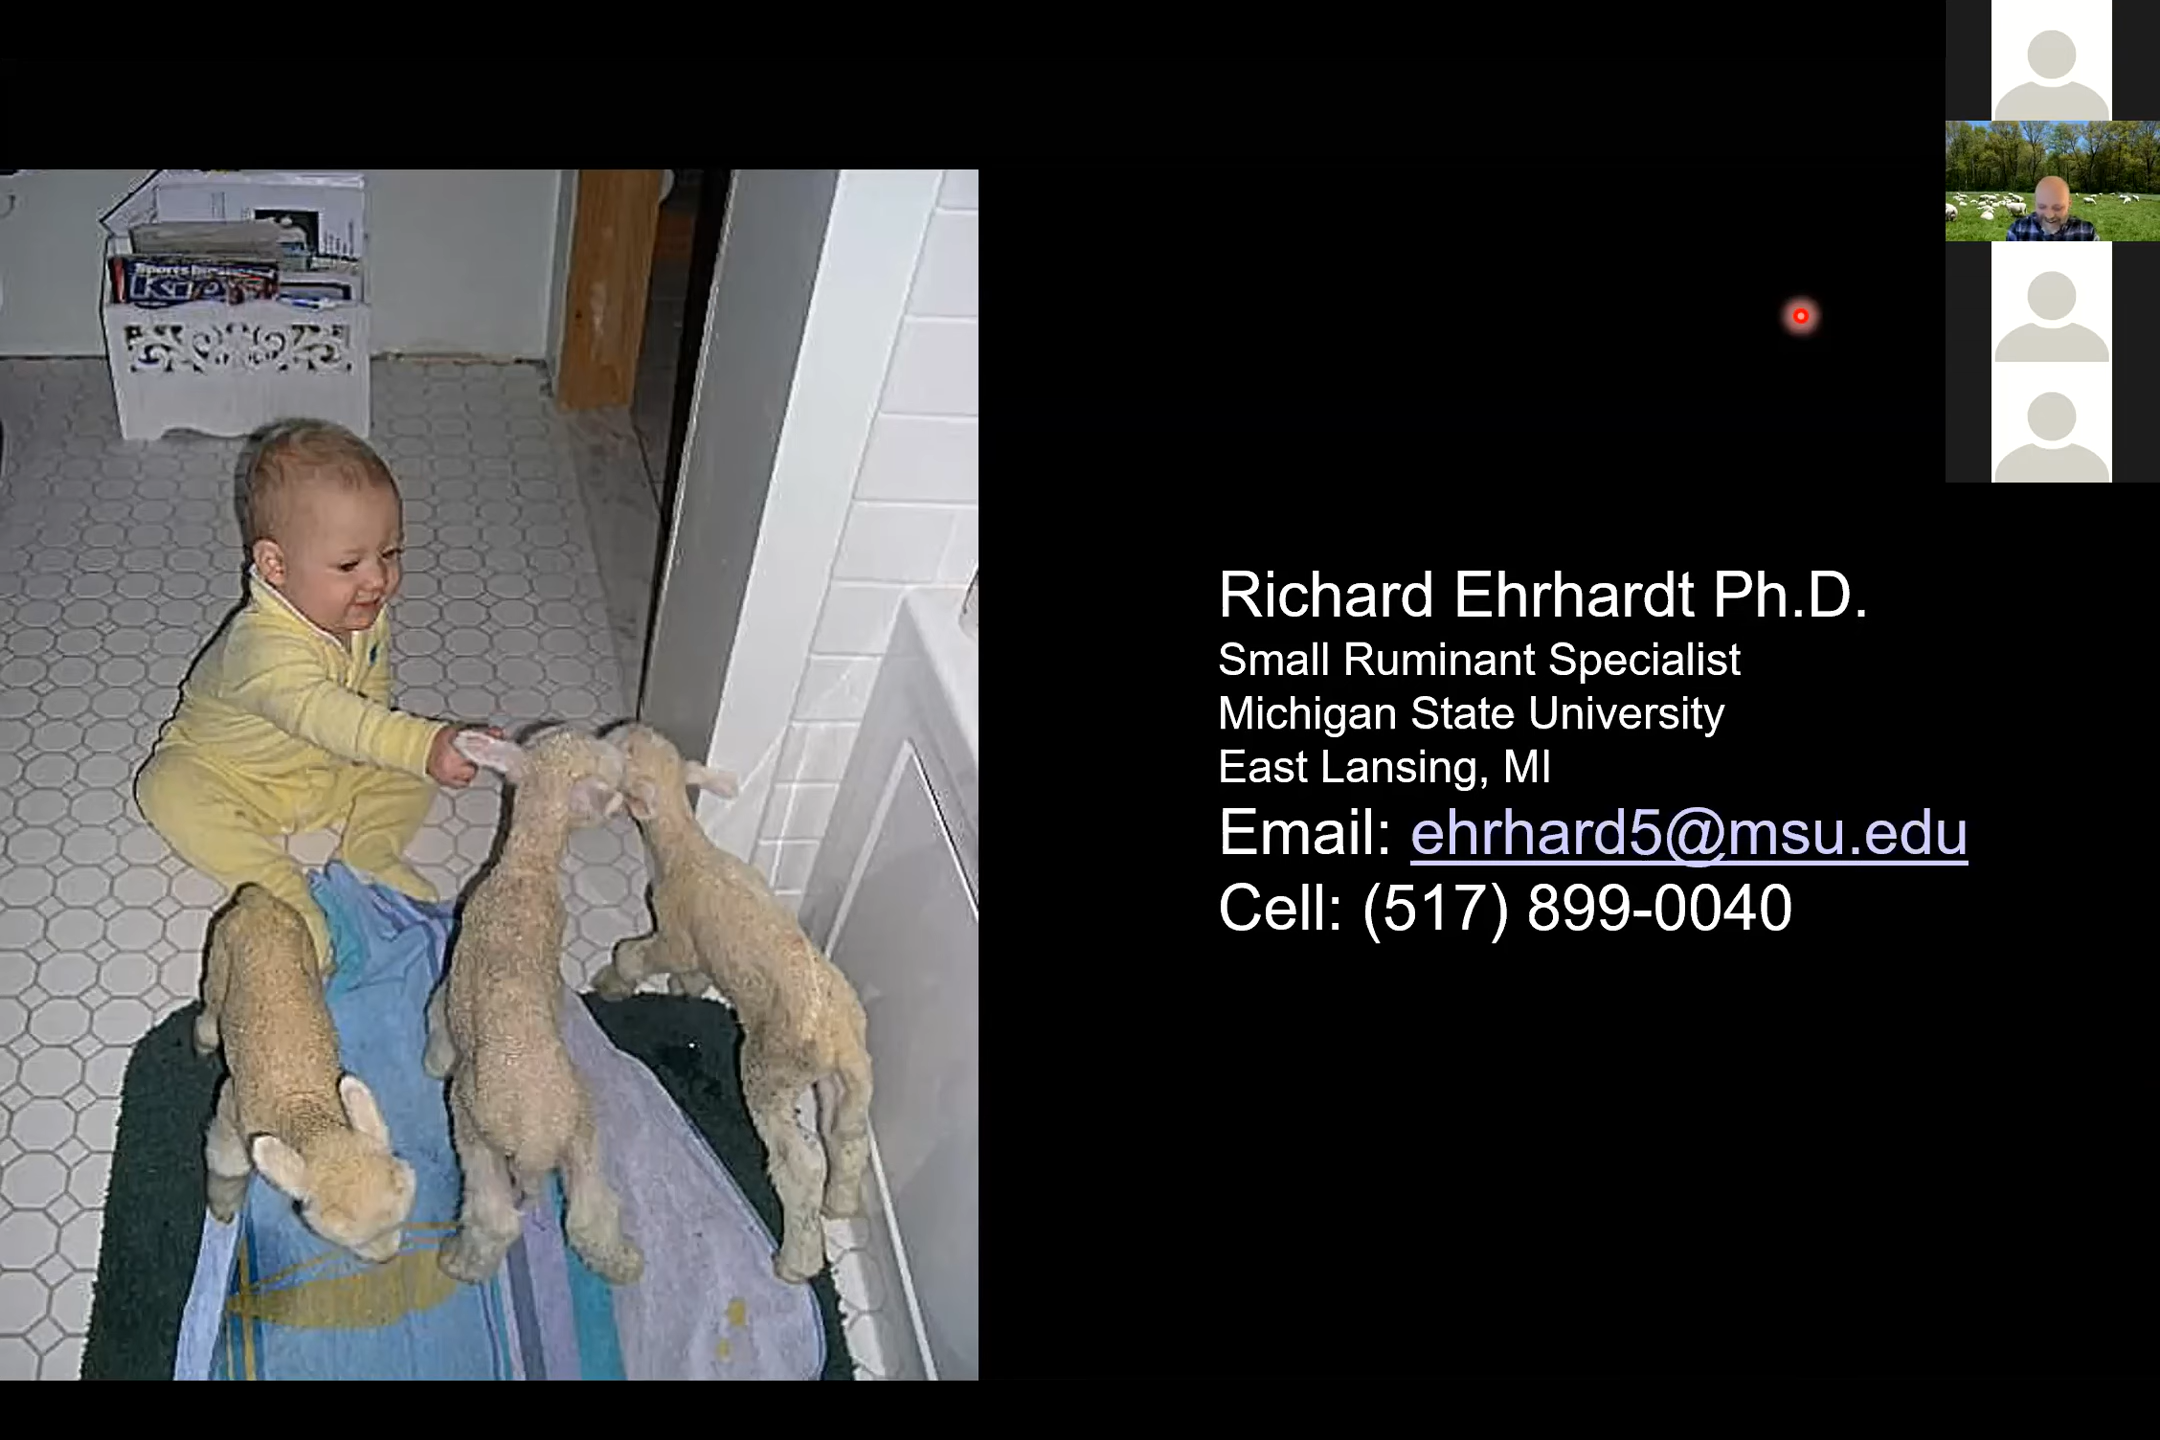 Richard Ehrhardt Ph.D.
Small Ruminant Specialist
Michigan State University
East Lansing, MI
Email: ehrhard5@msu.edu
Cell: (517) 899-0040